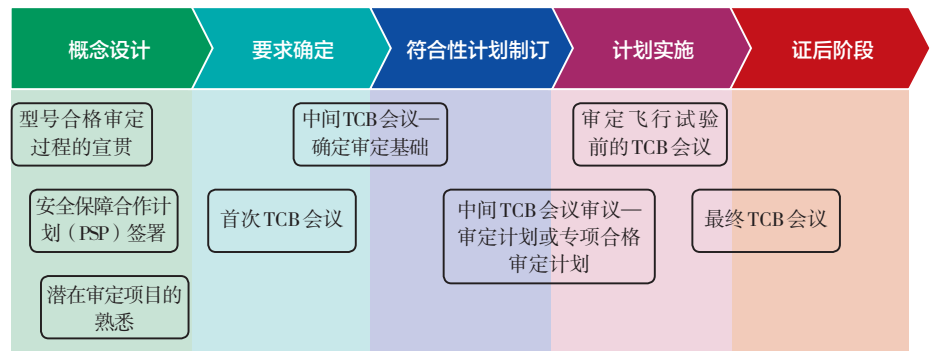 概念设计
要求确定
符合性计划制订
计划实施
证后阶段
型号合格审定
过程的宣贯
中间TCB会议—
确定审定基础
审定飞行试验
前的TCB会议
安全保障合作计
划（PSP）签署
首次TCB会议
中间TCB会议审议—
审定计划或专项合格
审定计划
最终TCB会议
潜在审定项目的
熟悉